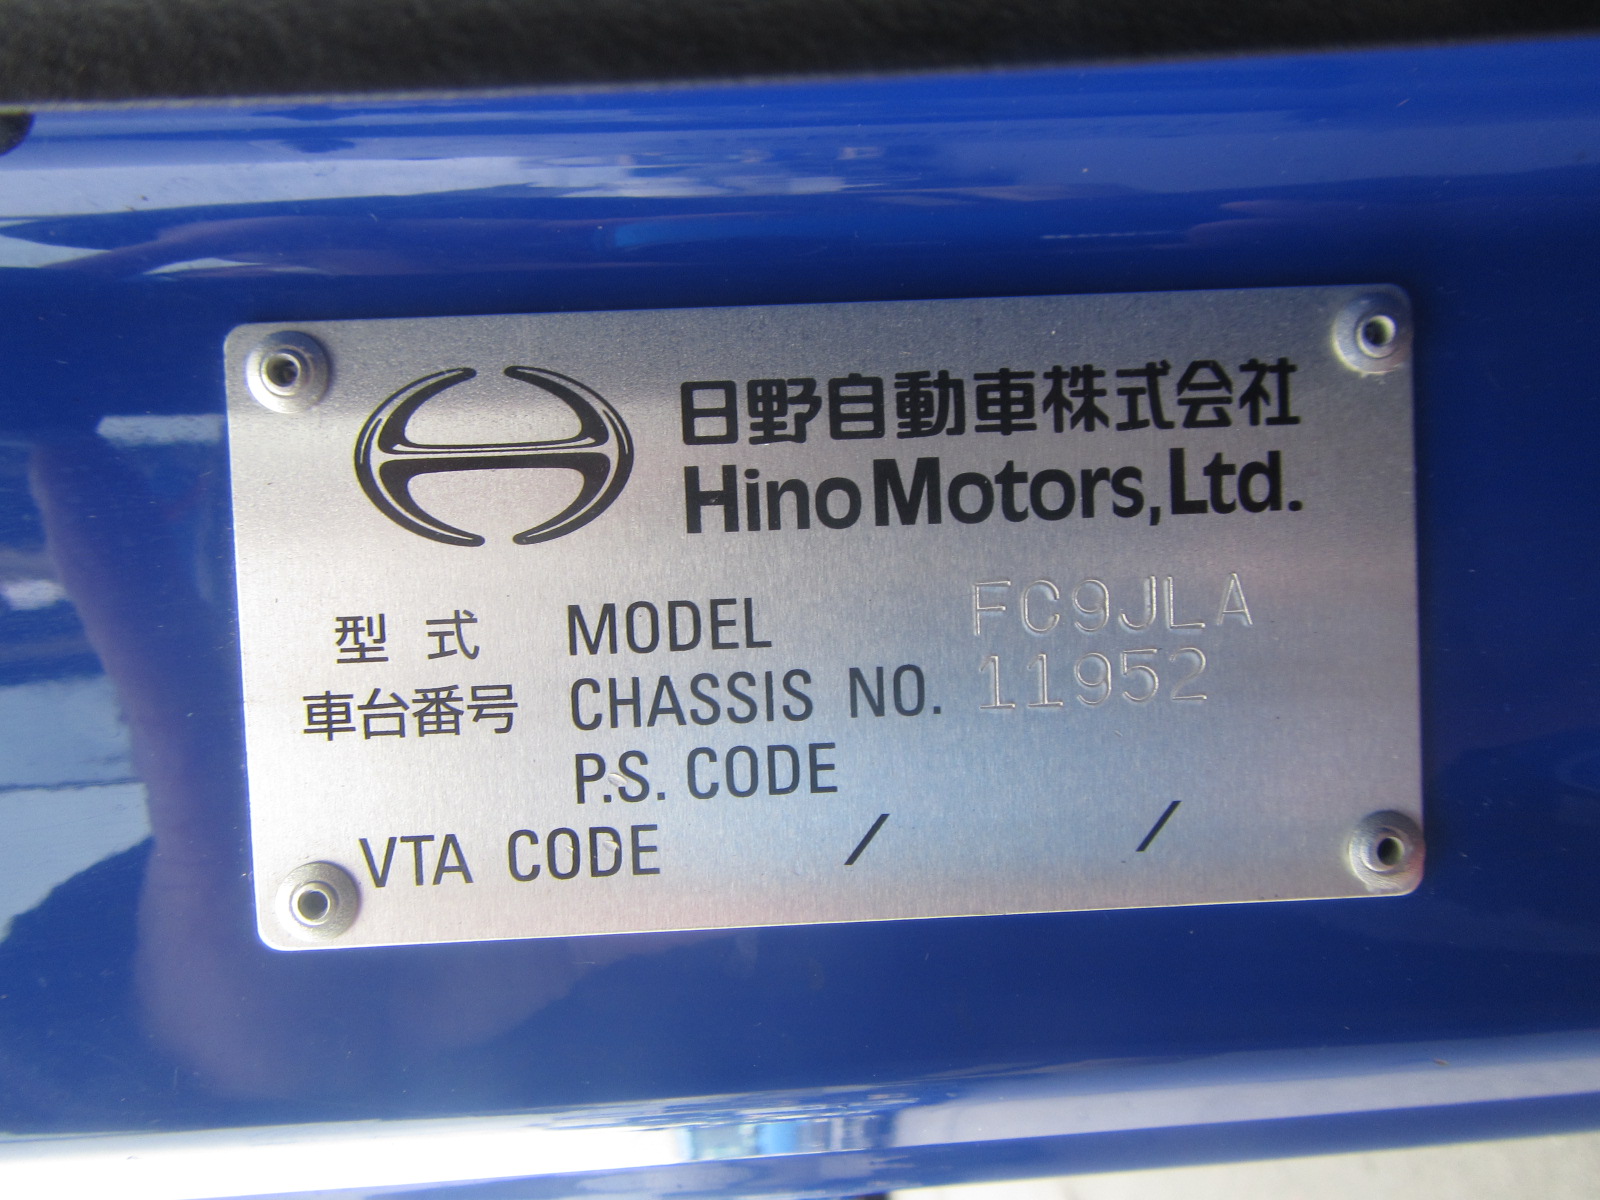 日野自動車株式会社
Hino Motors, Ltd.
型式 MODEL FC9JLA
車台番号 CHASSIS NO. 11952
P.S. CODE
VTA CODE / /